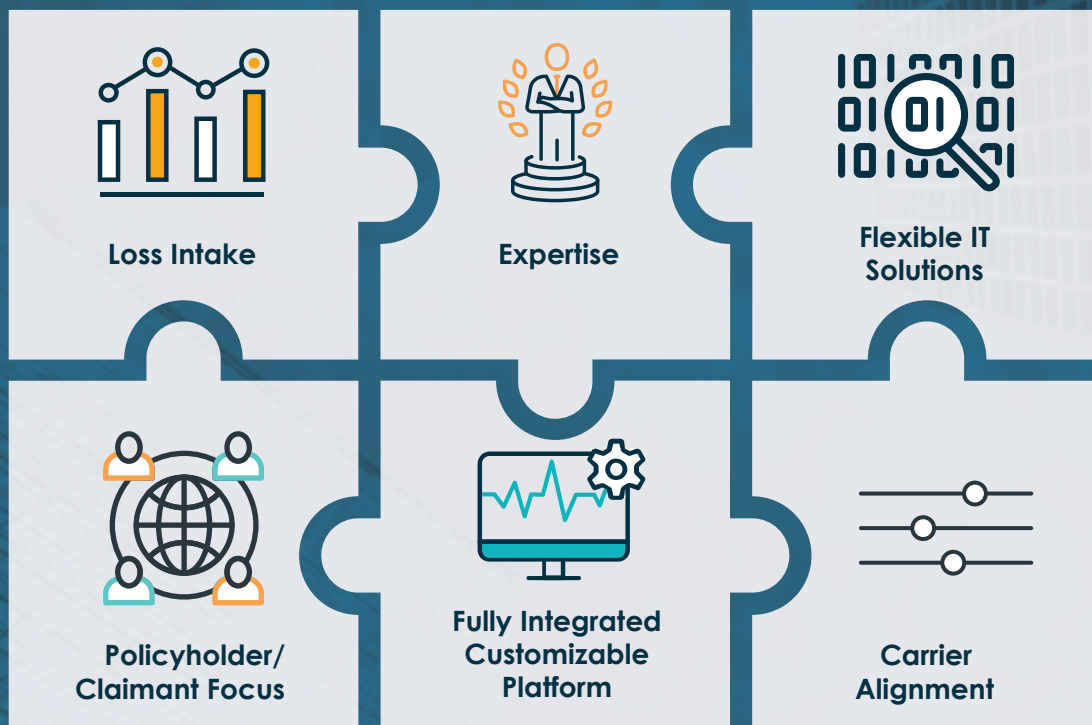 Loss Intake
Expertise
Flexible IT
Solutions
Policyholder/
Claimant Focus
Fully Integrated
Customizable
Platform
Carrier
Alignment